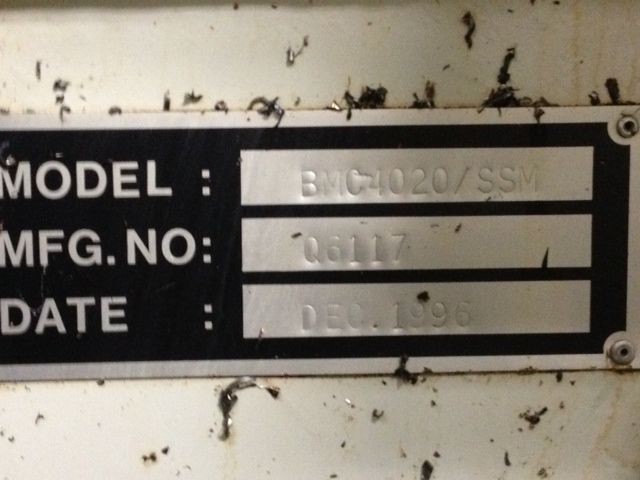 MODEL : BMC4020/SSM
MFG. NO: Q6117
DATE : DEC. 1996